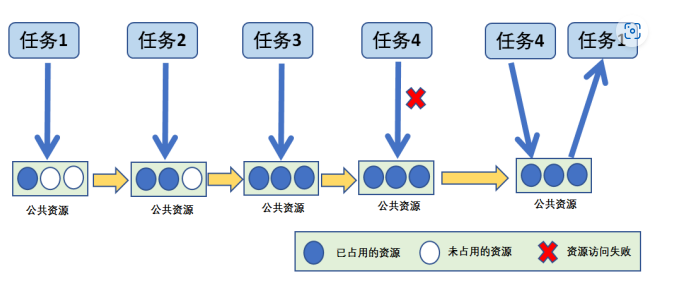 任务1 任务2 任务3 任务4 任务4 任务1
公共资源 公共资源 公共资源 公共资源 公共资源
已占用的资源 未占用的资源 资源访问失败